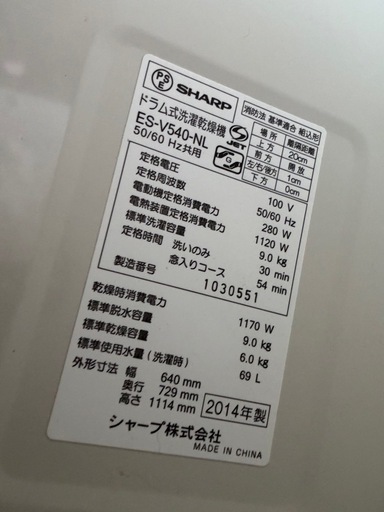 PS E
SHARP
ドラム式洗濯乾燥機
ES-V540-NL
50/60 Hz共用
S-JET
消防法 基準適合 組込形
場所 離隔距離
上方 20cm
前方 開放
左/右/後方 1cm
下方 0cm
定格電圧 100 V
定格周波数 50/60 Hz
電動機定格消費電力 280 W
電熱装置定格消費電力 1120 W
標準洗濯容量 9.0 kg
定格時間 洗いのみ 30 min
念入りコース 54 min
製造番号 1030551
乾燥時消費電力 1170 W
標準脱水容量 9.0 kg
標準乾燥容量 6.0 kg
標準使用水量(洗濯時) 69 L
外形寸法 幅 640 mm
奥行 729 mm
高さ 1114 mm
2014年製
シャープ株式会社
MADE IN CHINA